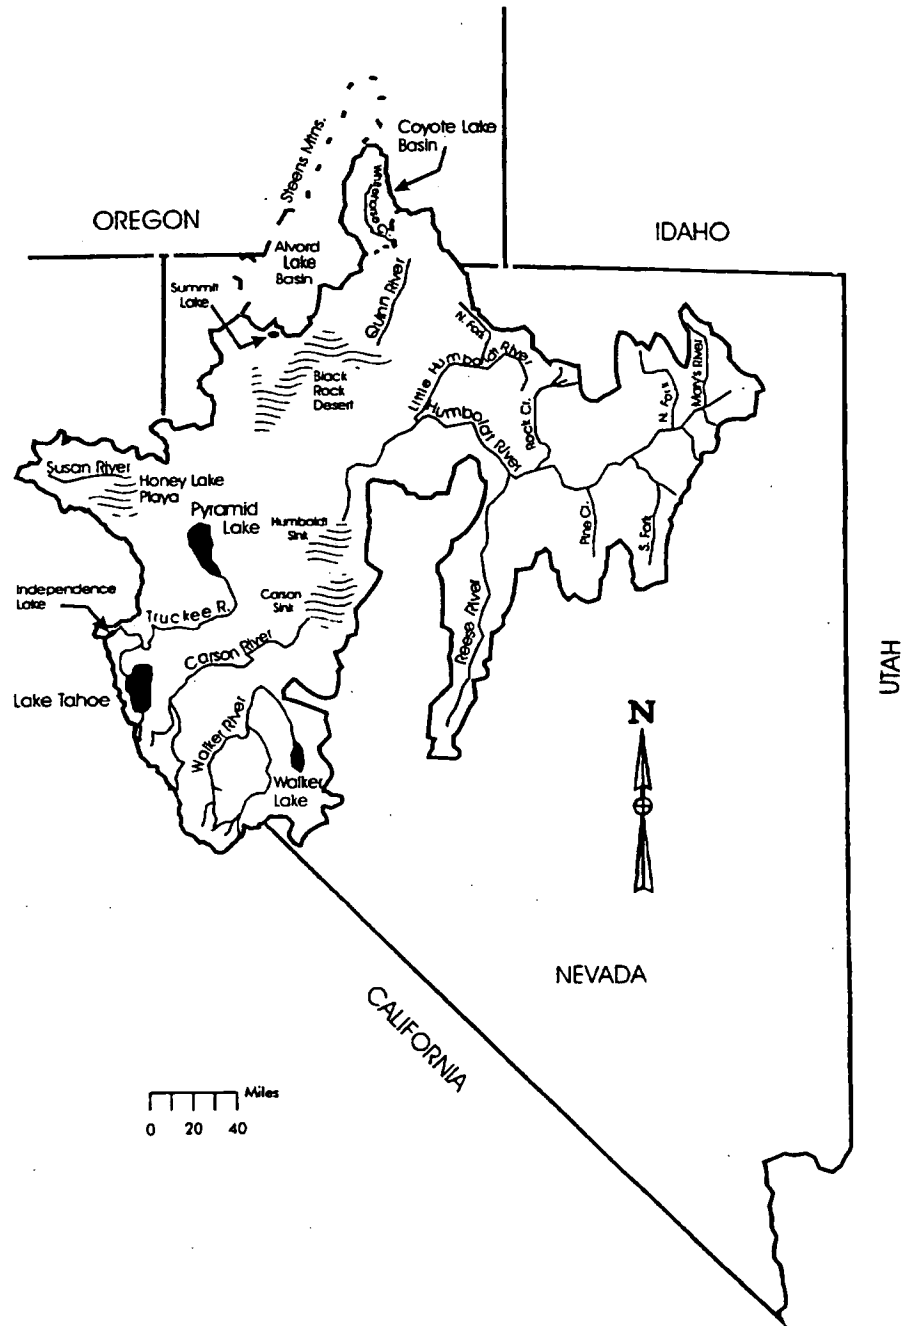 Steens Mtns.
Coyote Lake
Basin
Whitehorse Cr.
OREGON
IDAHO
Alvord
Lake
Basin
Summit
Lake
Quinn River
N. Fork
Little Humboldt River
Black
Rock
Desert
Humboldt River
Rock Cr.
N. Fork
Mary's River
Susan River
Honey Lake
Playa
Pyramid
Lake
Humboldt
Sink
Pine Cr.
S. Fork
Independence
Lake
Truckee R.
Carson
Sink
Reese River
Carson River
UTAH
Lake Tahoe
Walker River
Walker
Lake
N
NEVADA
CALIFORNIA
Miles
0 20 40